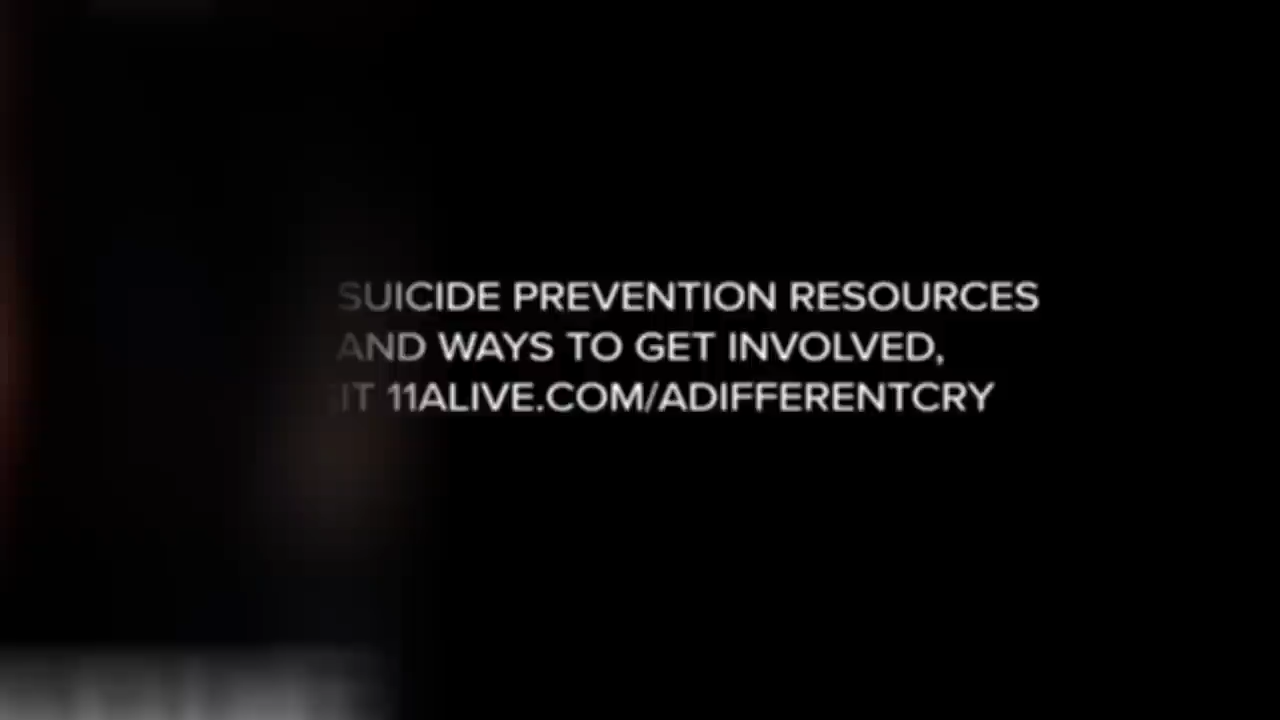 SUICIDE PREVENTION RESOURCES
AND WAYS TO GET INVOLVED,
IT 11ALIVE.COM/ADIFFERENTCRY